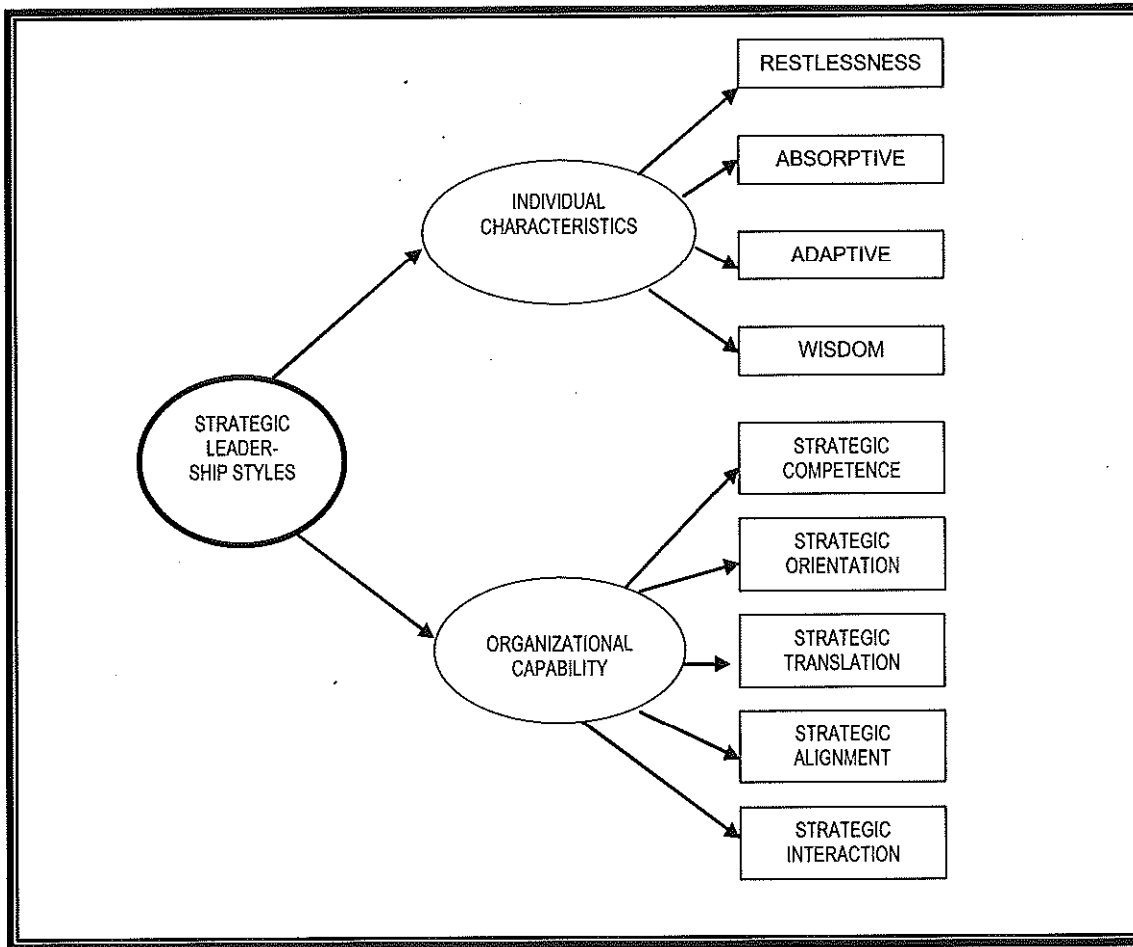 RESTLESSNESS
ABSORPTIVE
INDIVIDUAL
CHARACTERISTICS
ADAPTIVE
WISDOM
STRATEGIC
LEADER-
SHIP STYLES
STRATEGIC
COMPETENCE
STRATEGIC
ORIENTATION
ORGANIZATIONAL
CAPABILITY
STRATEGIC
TRANSLATION
STRATEGIC
ALIGNMENT
STRATEGIC
INTERACTION